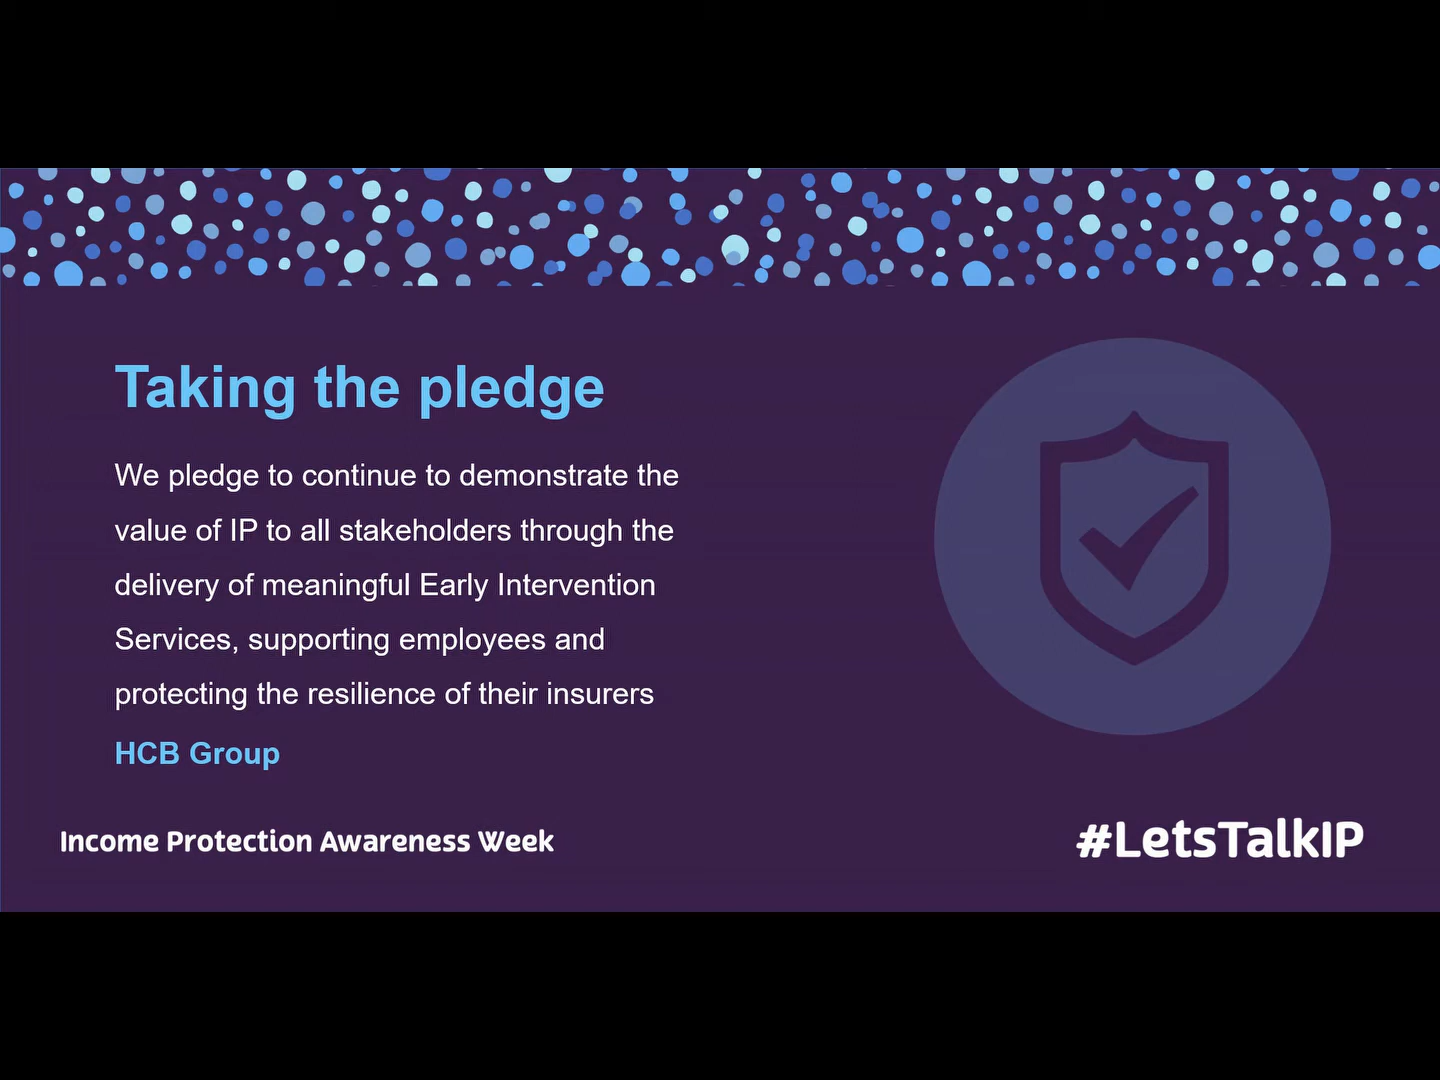 Taking the pledge
We pledge to continue to demonstrate the
value of IP to all stakeholders through the
delivery of meaningful Early Intervention
Services, supporting employees and
protecting the resilience of their insurers
HCB Group
Income Protection Awareness Week
#LetsTalkIP